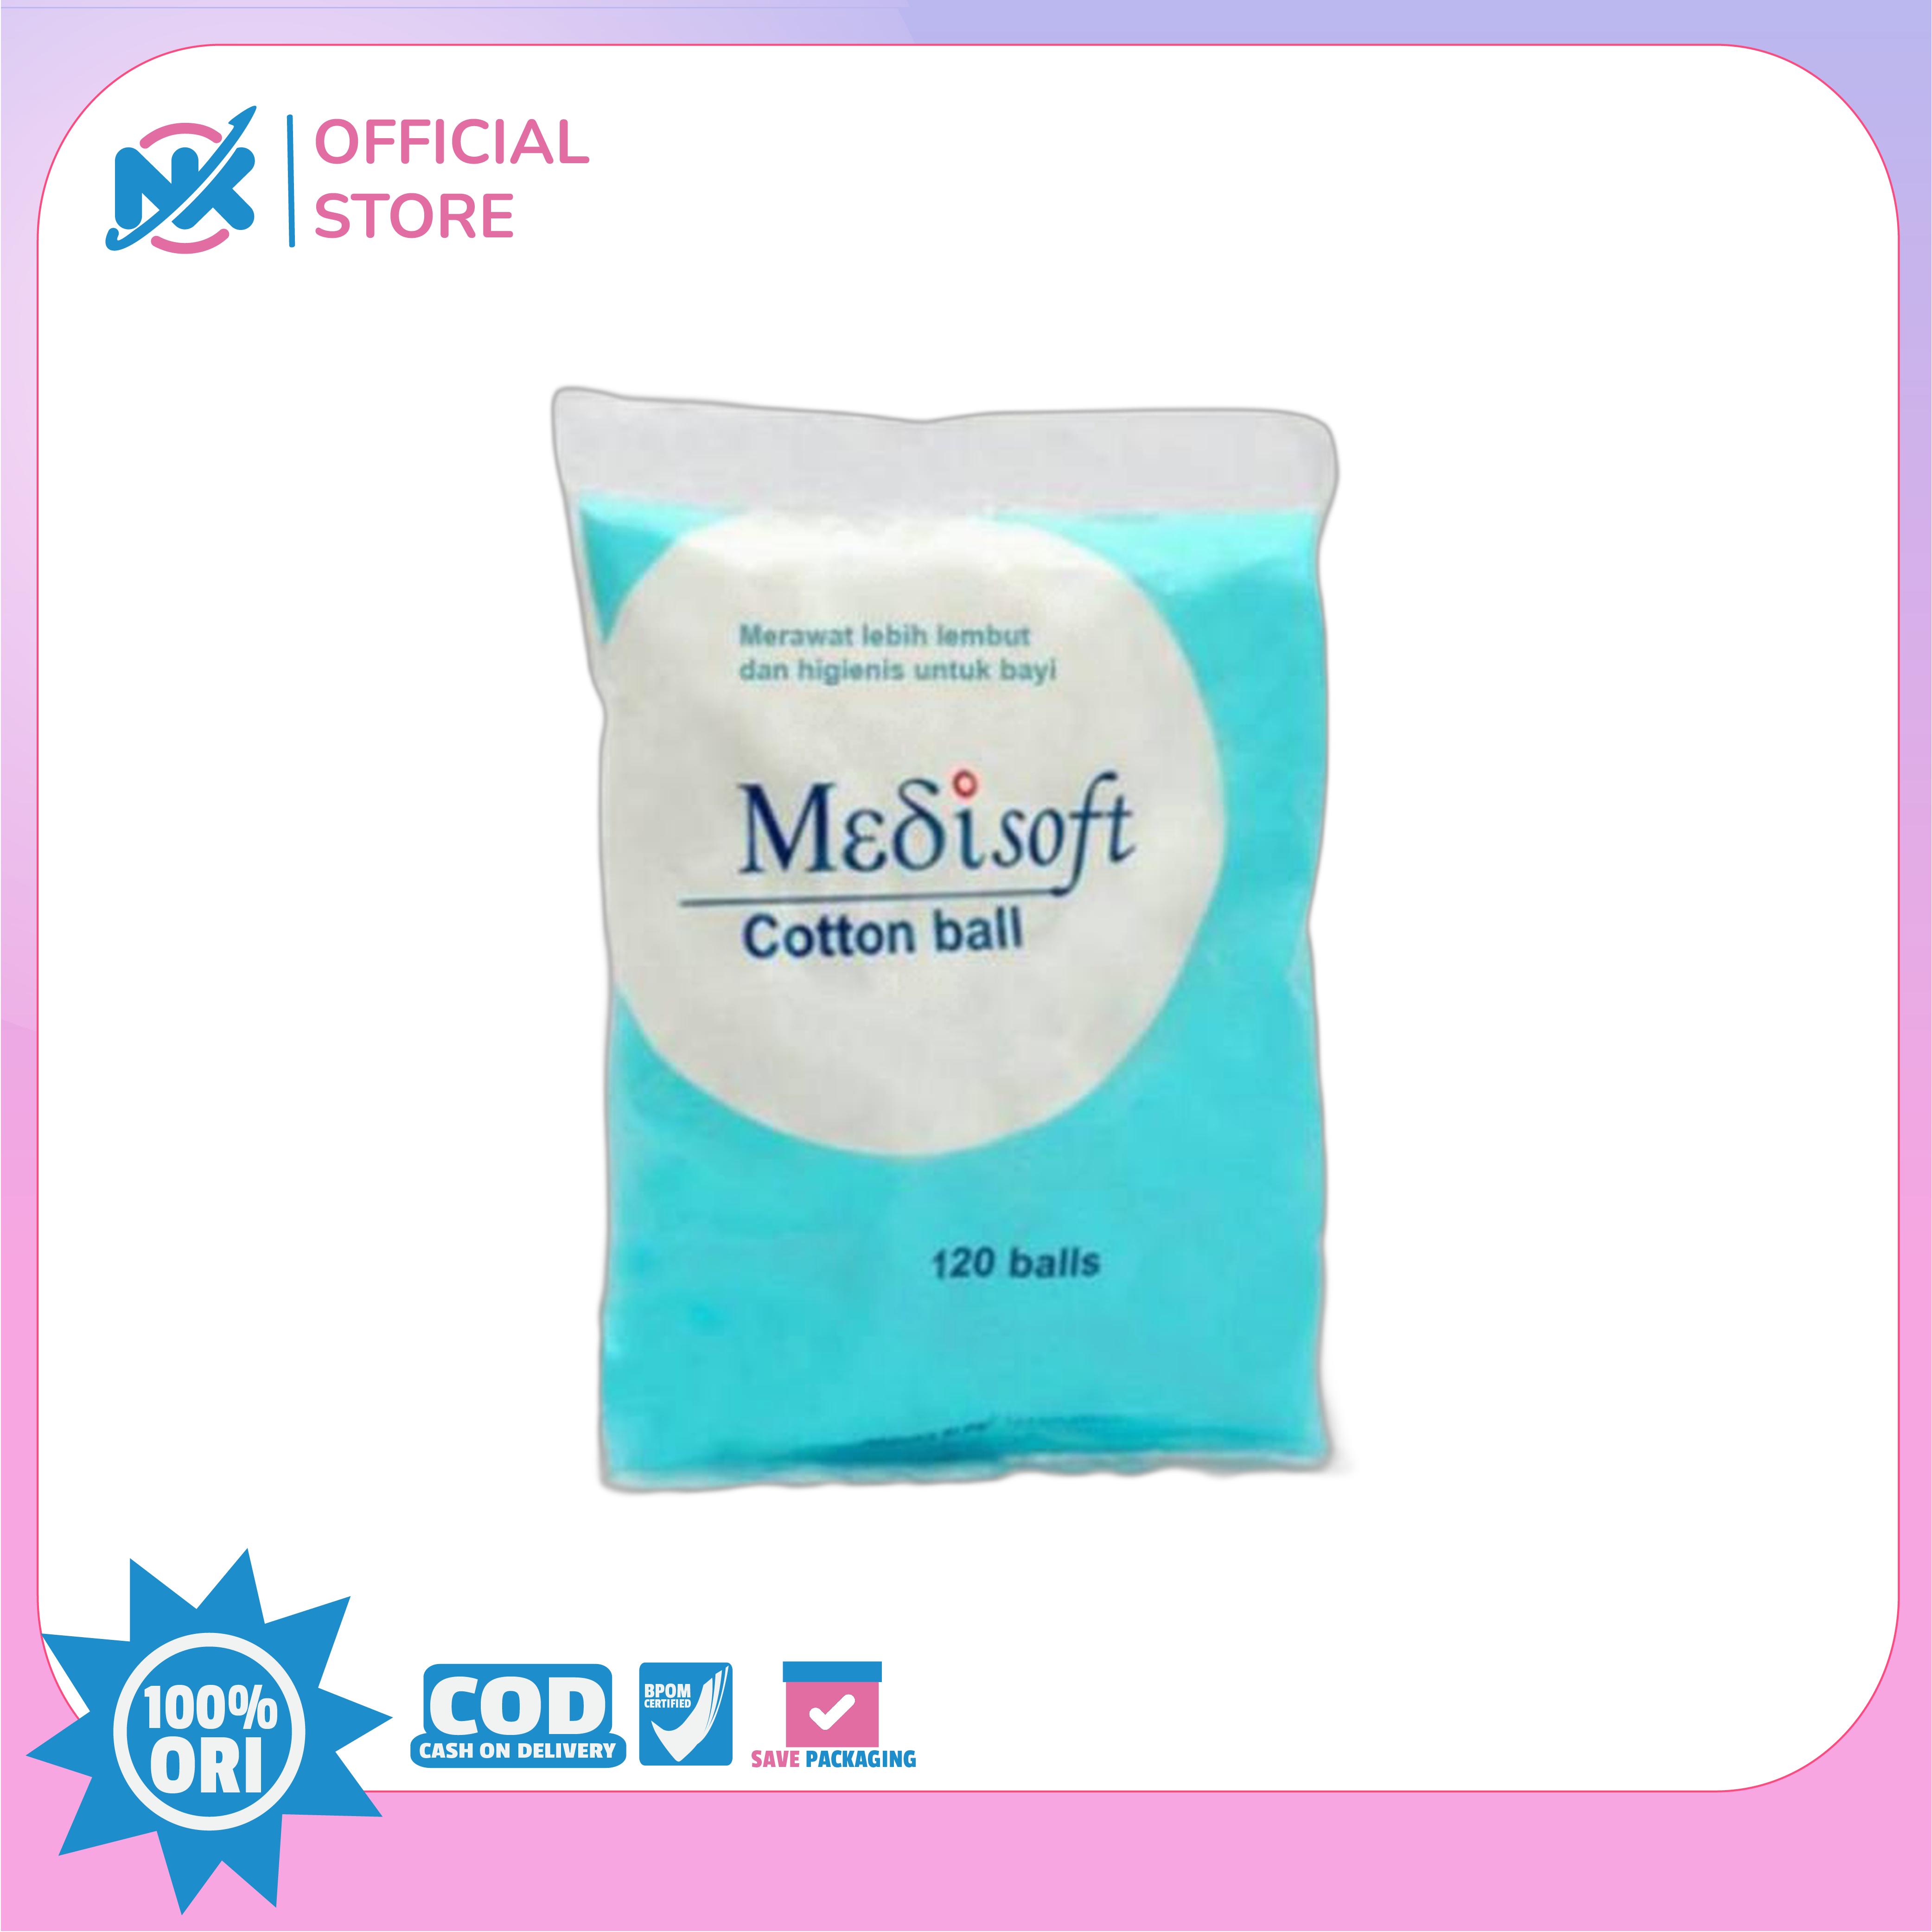 NK
OFFICIAL
STORE
Merawat lebih lembut
dan higienis untuk bayi
Mεδisoft
Cotton ball
120 balls
100%
ORI
COD
CASH ON DELIVERY
BPOM
CERTIFIED
SAVE PACKAGING